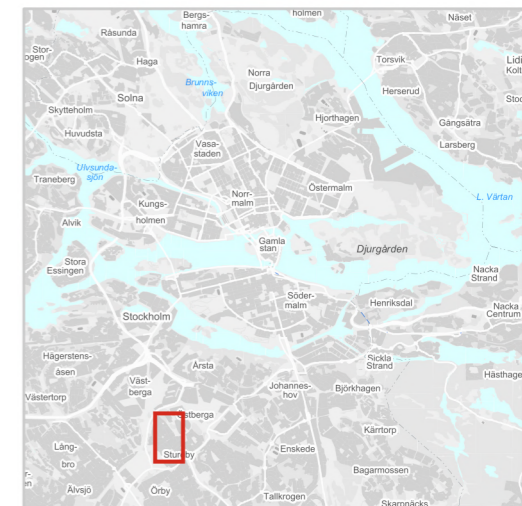 Bergs-
hamra
holmen
Näset
Råsunda
Stor-
ogen
Haga
Torsvik
Lidi
Kolt
Brunns-
viken
Norra
Djurgården
Herserud
Solna
Stoc
Skytteholm
Hjorthagen
Gångsätra
Huvudsta
Larsberg
Vasa-
staden
Ulvsunda-
sjön
Traneberg
Östermalm
Norr-
malm
L. Värtan
Kungs-
holmen
Alvik
Gamla
stan
Djurgården
Stora
Essingen
Nacka
Strand
Söder-
malm
Henriksdal
Nacka
Centrum
Stockholm
Hägerstens-
åsen
Årsta
Sickla
Strand
Hästhage
Väst-
berga
Johannes-
hov
Björkhagen
Västertorp
Östberga
Kärrtorp
Lång-
bro
Stureby
Enskede
Bagarmossen
r-
en
Älvsjö
Örby
Tallkrogen
Skarpnäcks